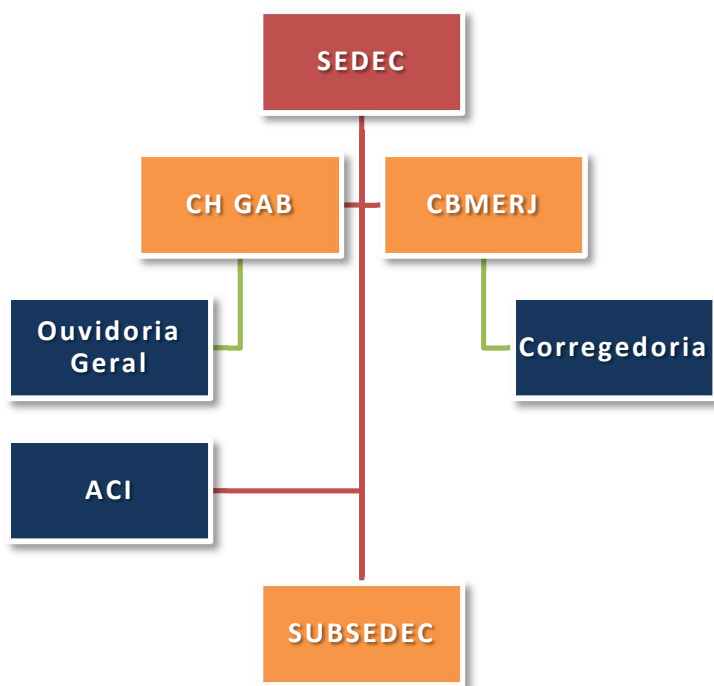 SEDEC
CH GAB
CBMERJ
Ouvidoria
Geral
Corregedoria
ACI
SUBSEDEC